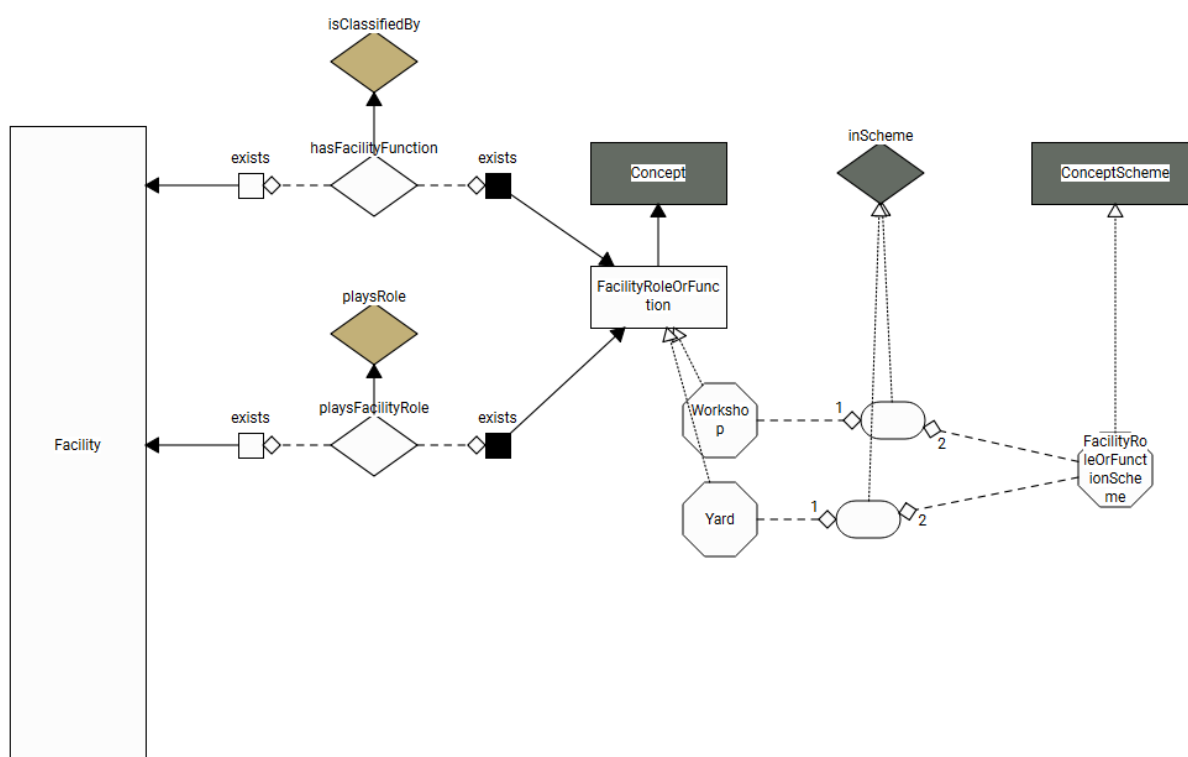 isClassifiedBy
hasFacilityFunction
exists
exists
inScheme
Concept
ConceptScheme
FacilityRoleOrFunc
tion
playsRole
playsFacilityRole
exists
exists
Facility
Worksho
p
1
2
FacilityRo
leOrFunct
ionSche
me
Yard
1
2